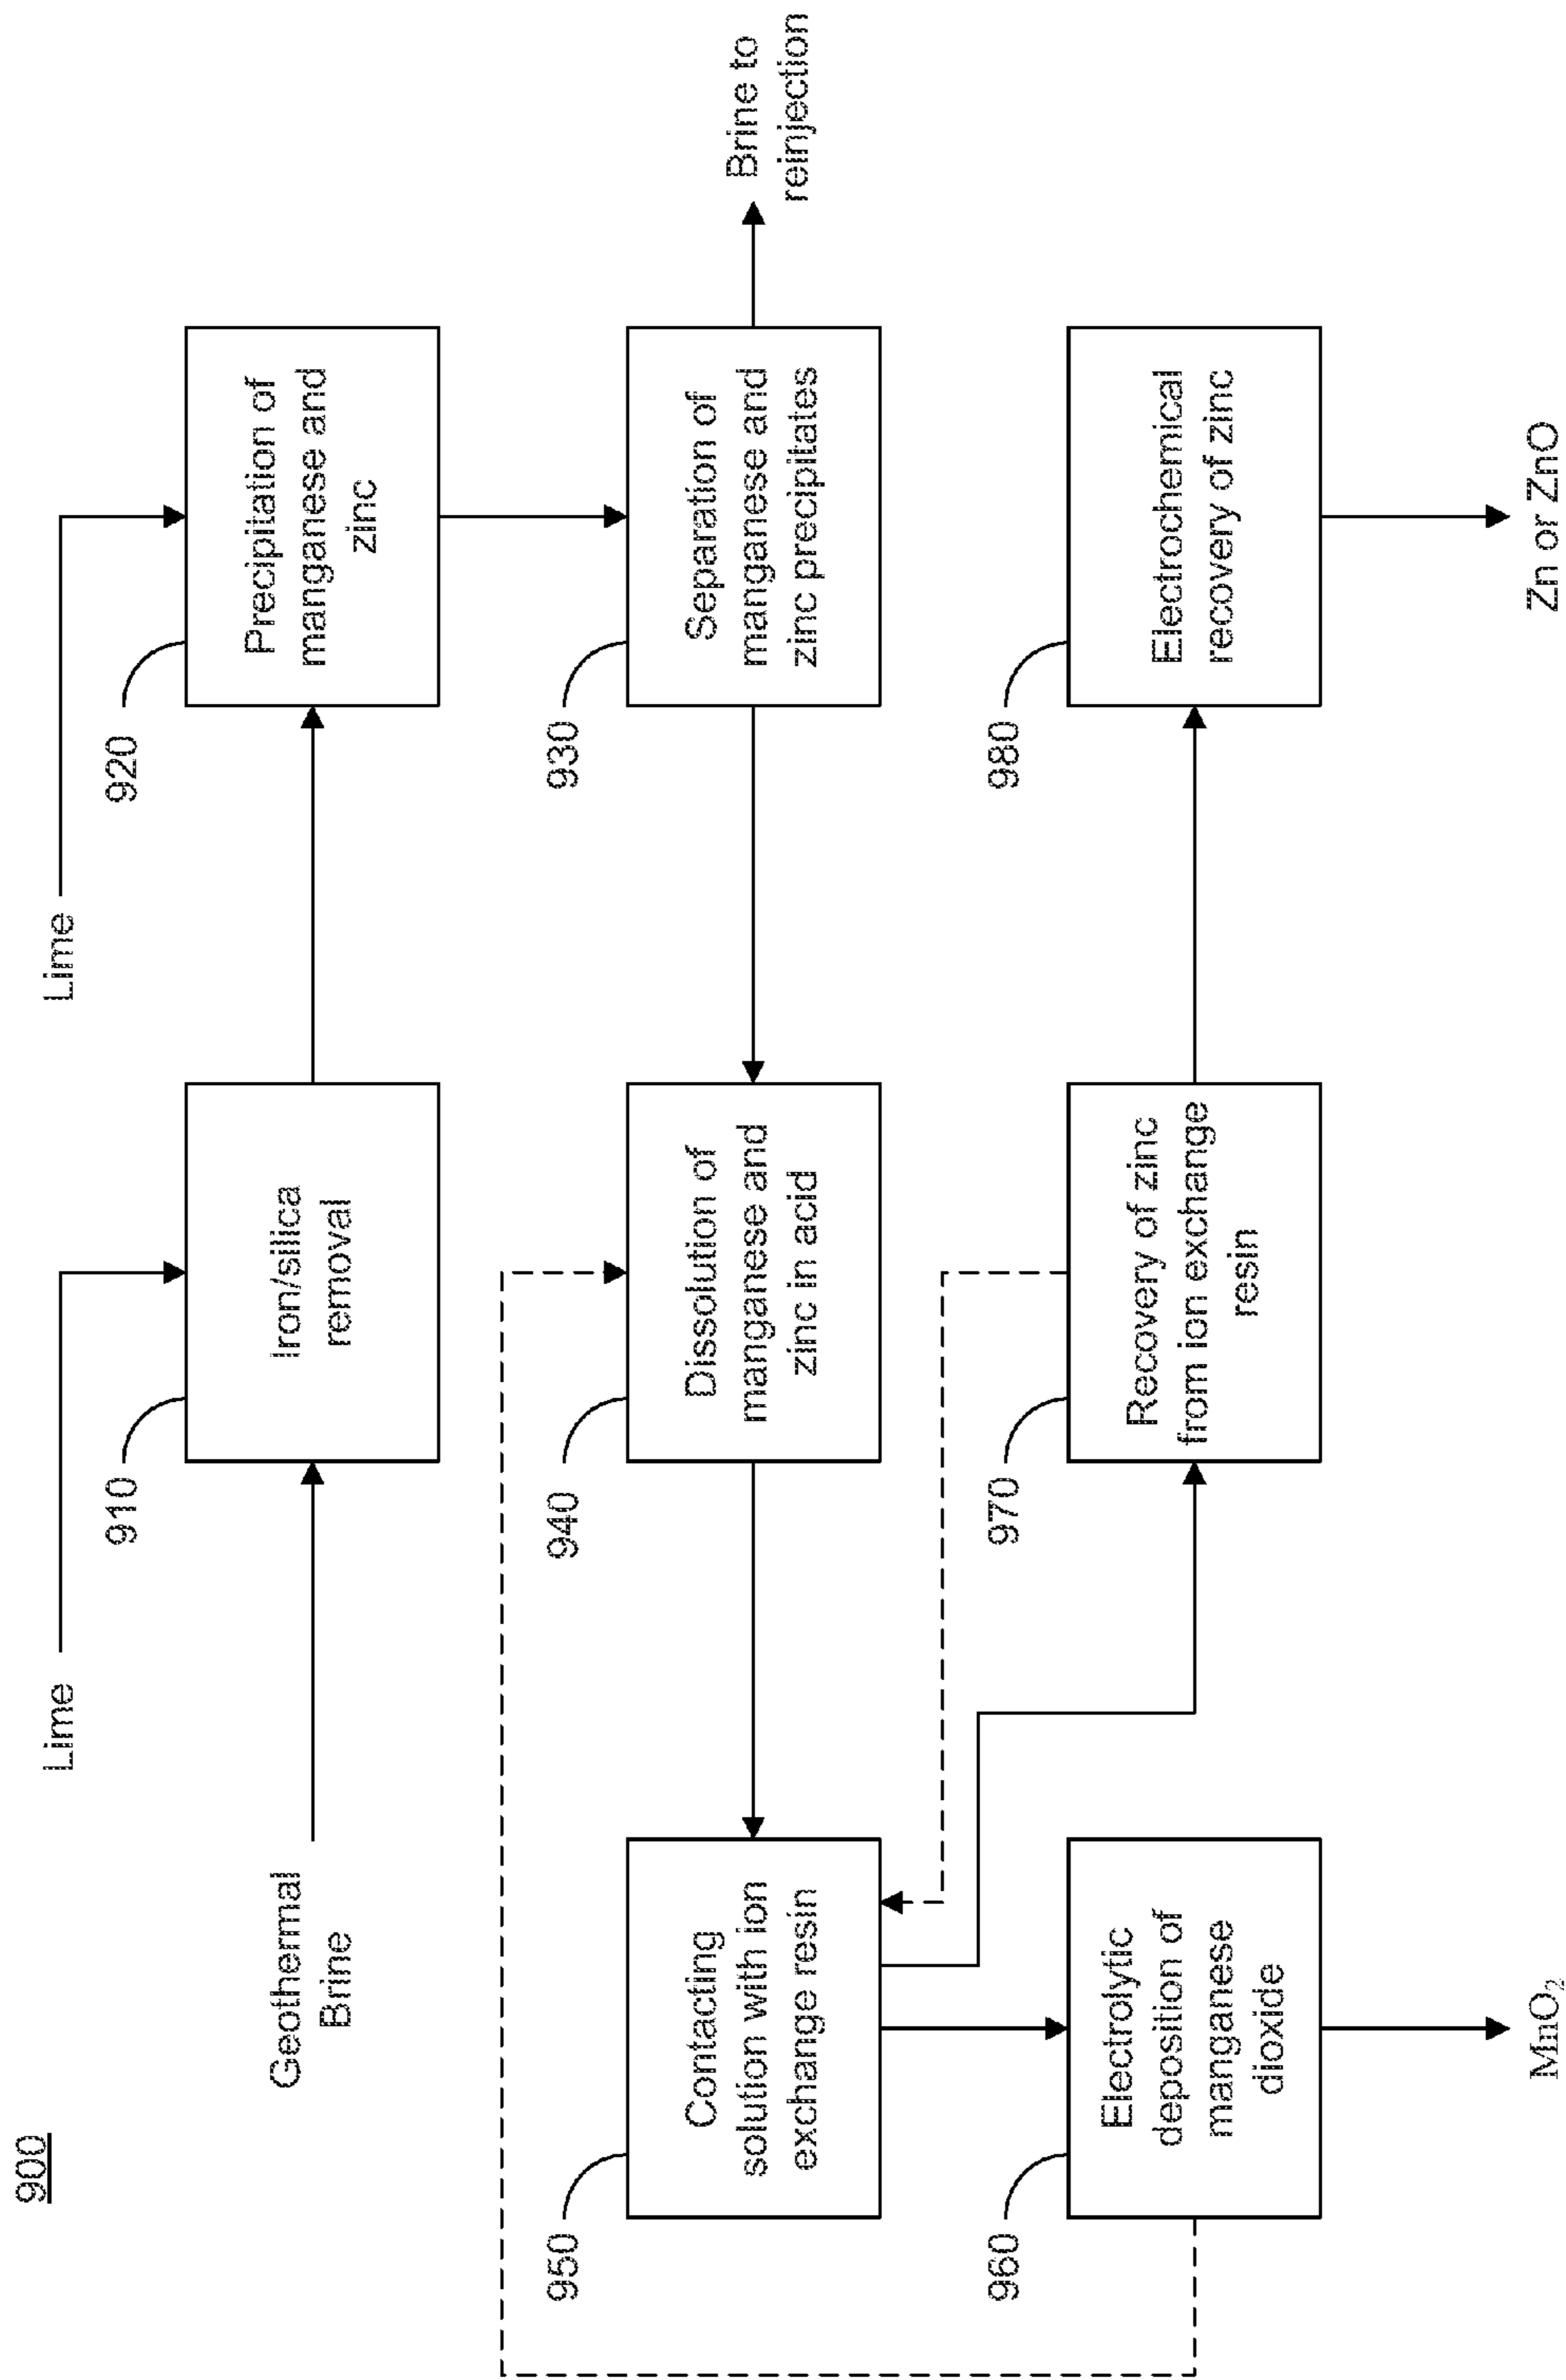 900
Lime
Lime
Geothermal
Brine
910
Iron/silica
removal
920
Precipitation of
manganese and
zinc
950
Contacting
solution with ion
exchange resin
940
Dissolution of
manganese and
zinc in acid
930
Separation of
manganese and
zinc precipitates
Brine to
reinjection
960
Electrolytic
deposition of
manganese
dioxide
970
Recovery of zinc
from ion exchange
resin
980
Electrochemical
recovery of zinc
MnO₂
Zn or ZnO